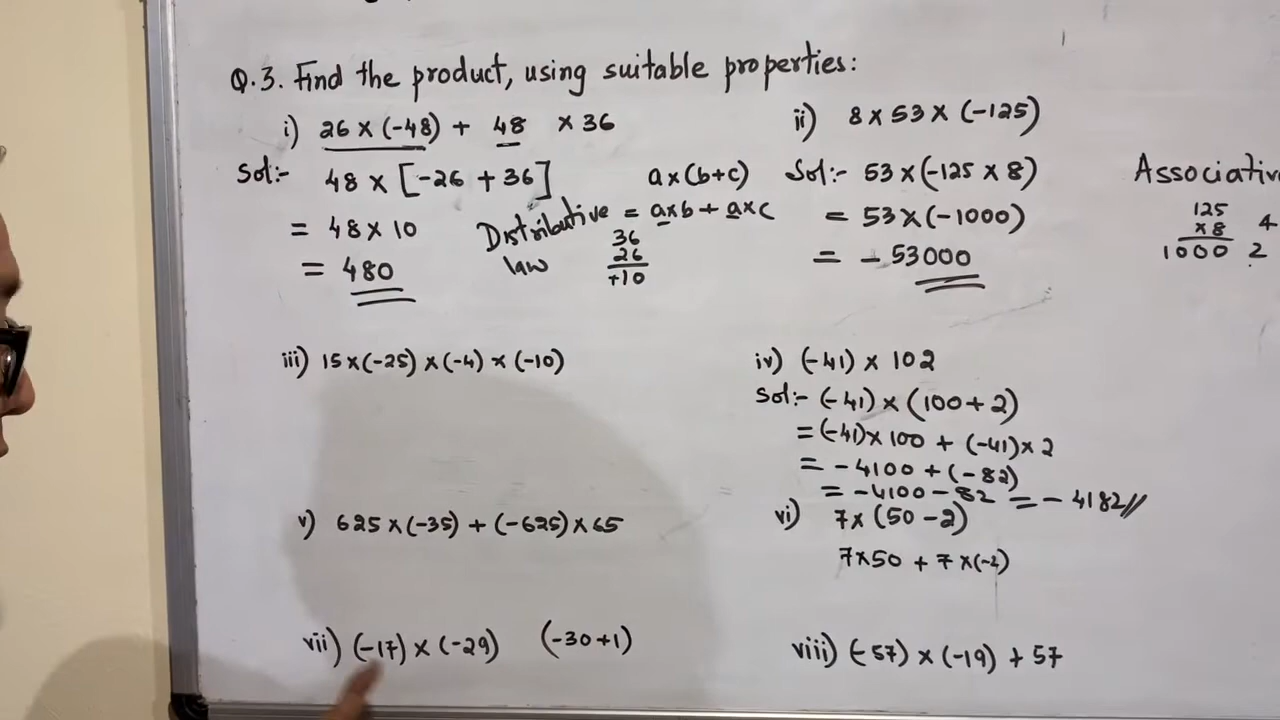 Q.3. Find the product, using suitable properties:
i) 26 × (-48) + 48 × 36
Sol:- 48 × [-26 + 36]
= 48 × 10
= 480
a×(b+c)
= a×b + a×c
Distributive
law
36
26
+10
ii) 8 × 53 × (-125)
Sol:- 53 × (-125 × 8)
= 53 × (-1000)
= - 53000
Associative
125
×8
1000
4
2
iii) 15×(-25) × (-4) × (-10)
iv) (-41) × 102
Sol:- (-41) × (100 + 2)
= (-41)×100 + (-41)×2
= -4100 + (-82)
= -4100 - 82 = - 4182//
v) 625 × (-35) + (-625) × 65
vi) 7× (50 - 2)
7×50 + 7×(-2)
vii) (-17) × (-29) (-30+1)
viii) (-57) × (-19) + 57